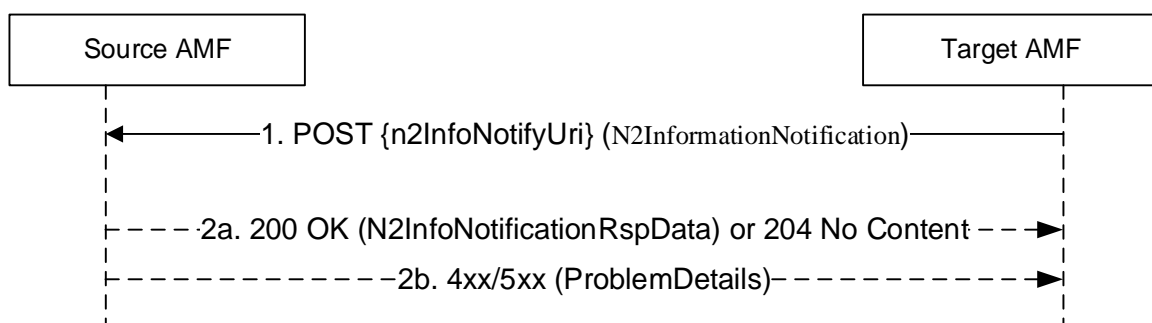 Source AMF
Target AMF
1. POST {n2InfoNotifyUri} (N2InformationNotification)
2a. 200 OK (N2InfoNotificationRspData) or 204 No Content
2b. 4xx/5xx (ProblemDetails)